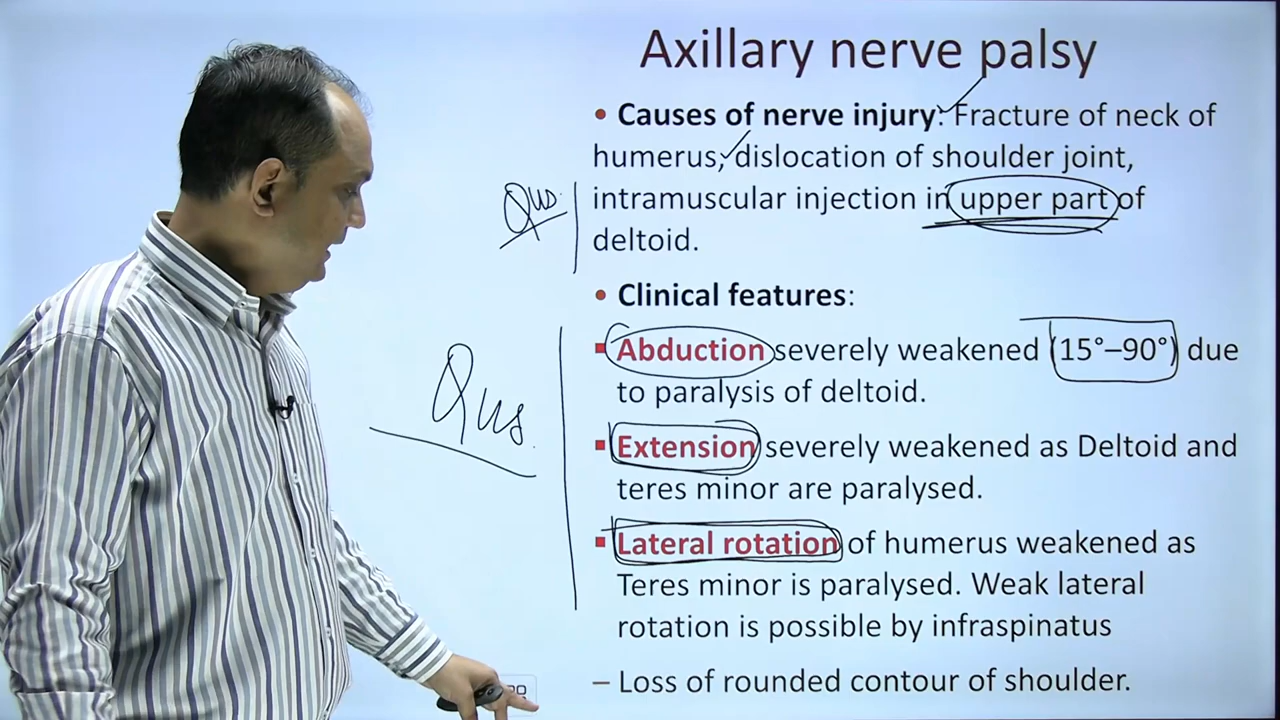 Axillary nerve palsy
• Causes of nerve injury: Fracture of neck of
humerus, dislocation of shoulder joint,
intramuscular injection in upper part of
deltoid.
Qus.
• Clinical features:
▪ Abduction severely weakened (15°–90°) due
to paralysis of deltoid.
Qus.
▪ Extension severely weakened as Deltoid and
teres minor are paralysed.
▪ Lateral rotation of humerus weakened as
Teres minor is paralysed. Weak lateral
rotation is possible by infraspinatus
– Loss of rounded contour of shoulder.